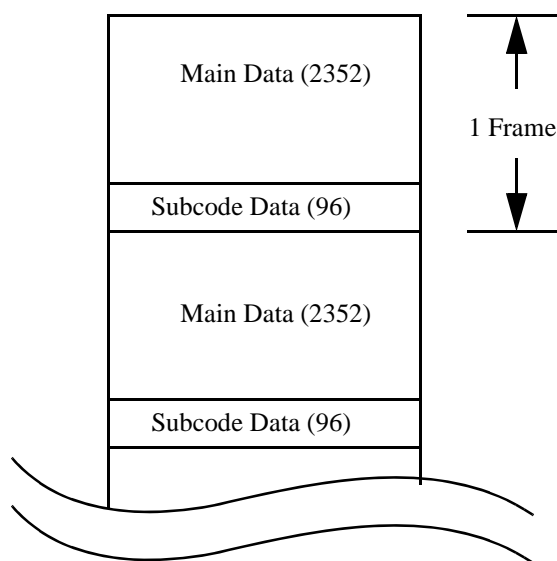 Main Data (2352)
1 Frame
Subcode Data (96)
Main Data (2352)
Subcode Data (96)